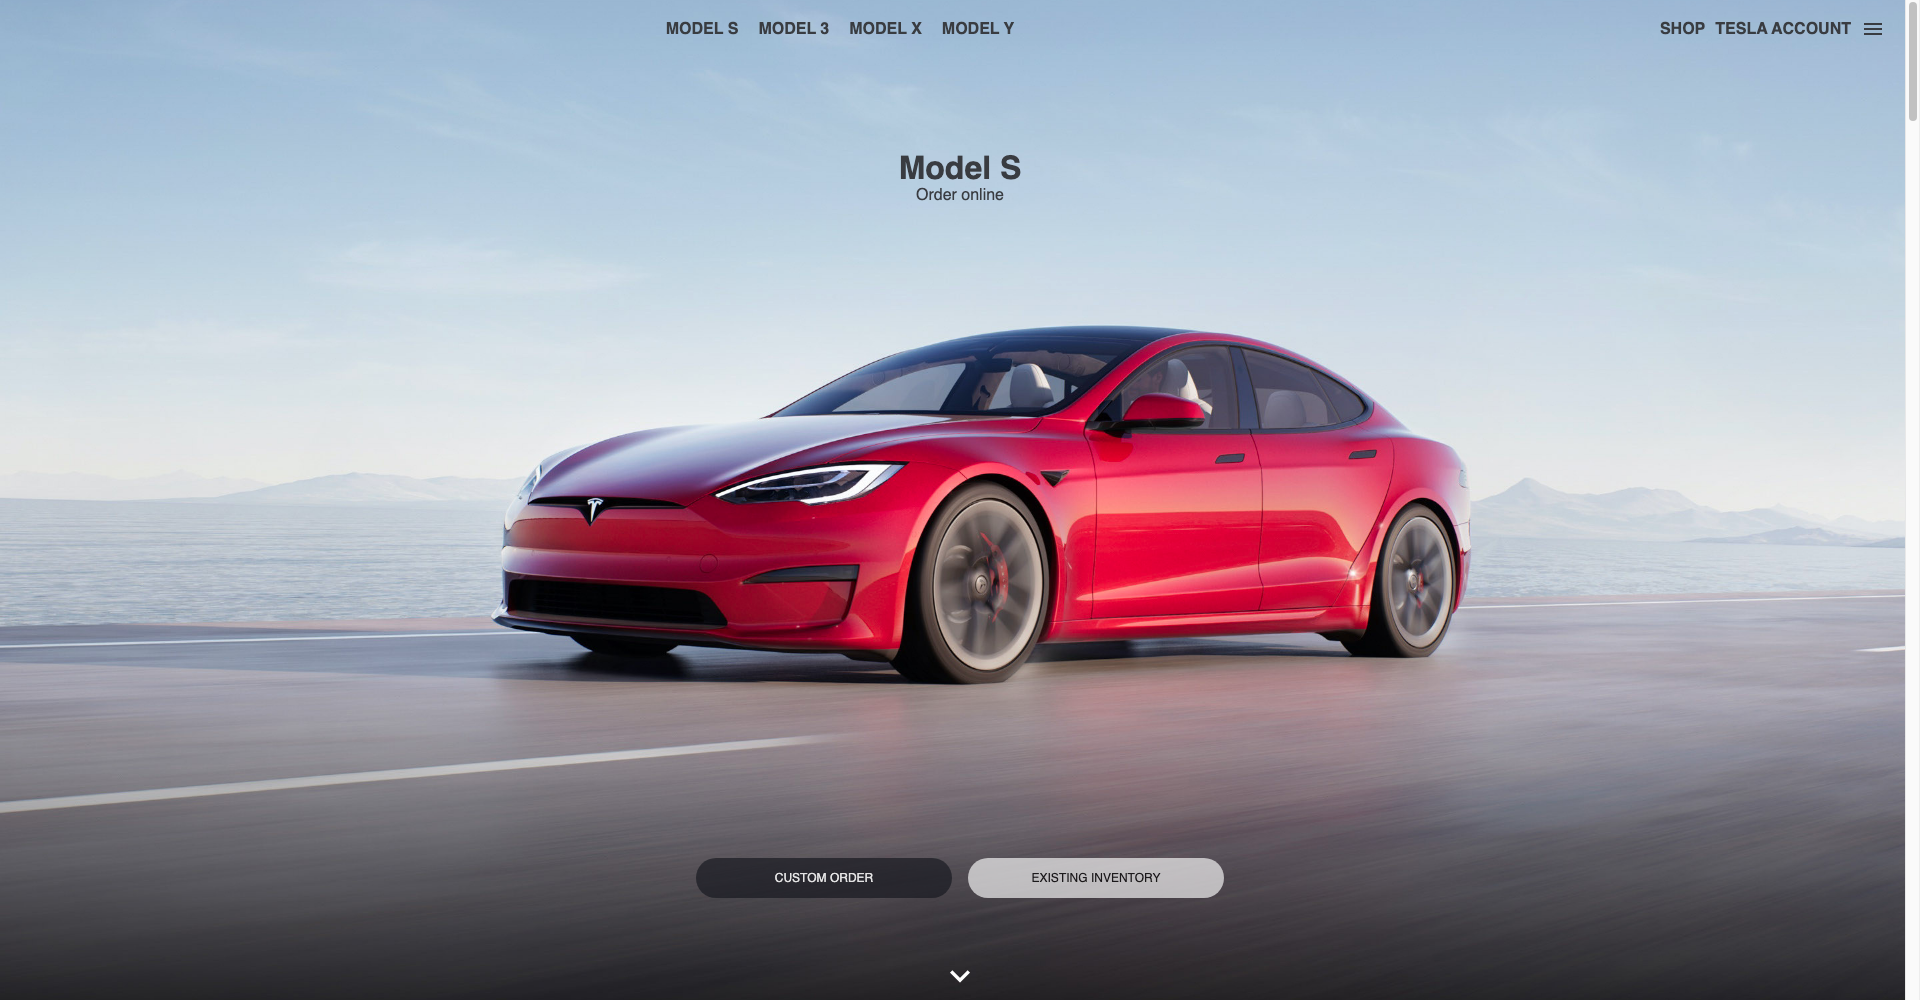 MODEL S MODEL 3 MODEL X MODEL Y SHOP TESLA ACCOUNT
Model S
Order online
CUSTOM ORDER EXISTING INVENTORY